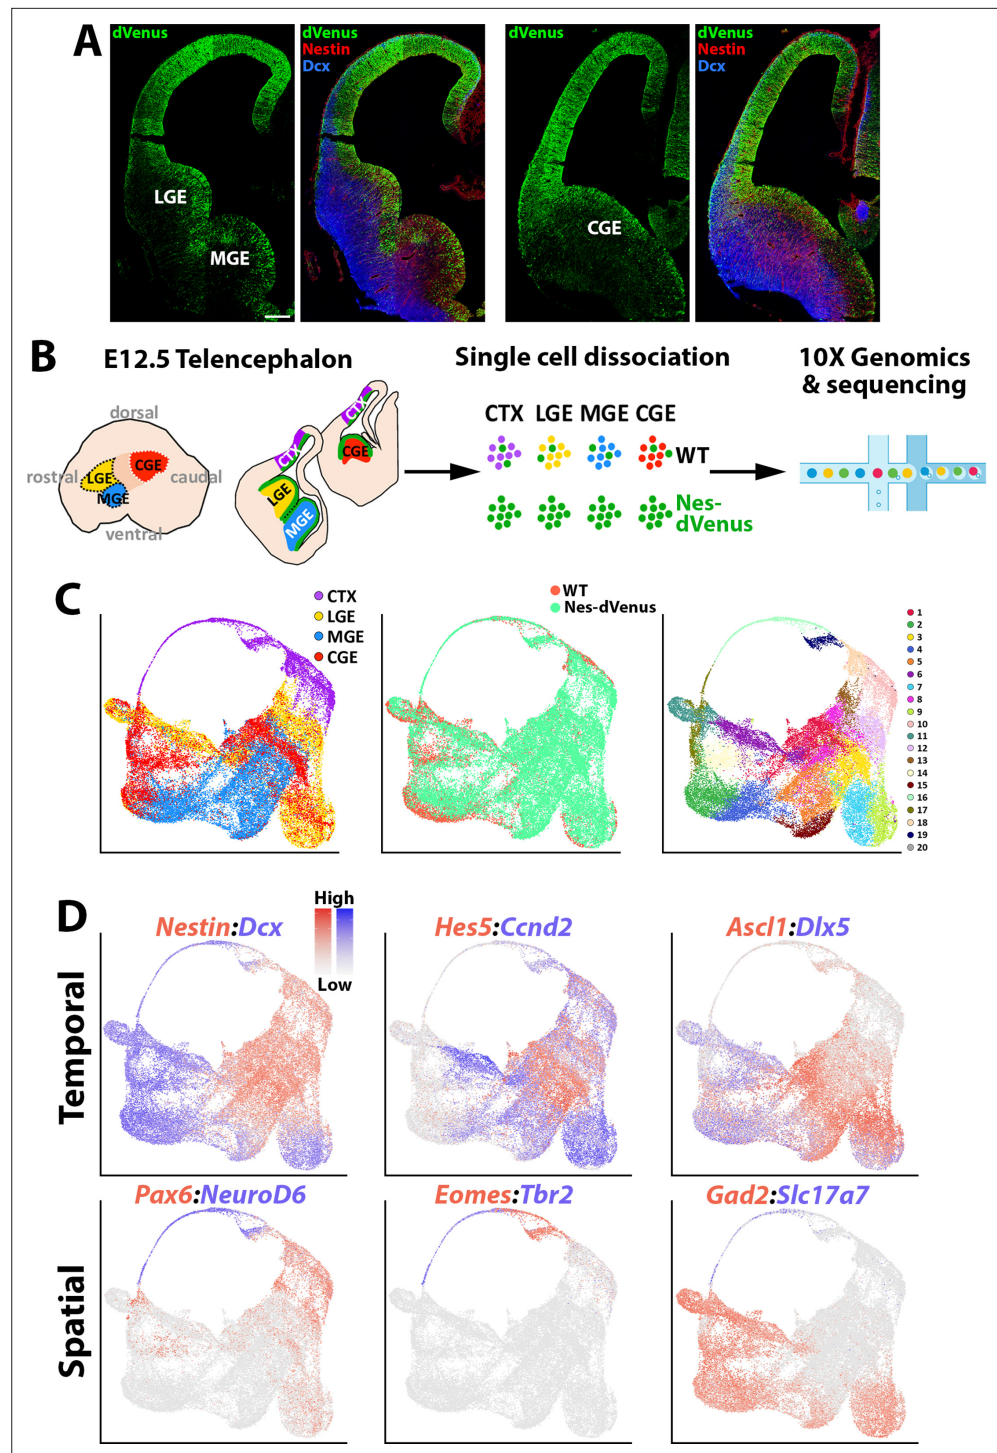 A
dVenus
dVenus
Nestin
Dcx
dVenus
dVenus
Nestin
Dcx
LGE
MGE
CGE
B
E12.5 Telencephalon
Single cell dissociation
10X Genomics
& sequencing
dorsal
rostral
caudal
ventral
LGE
MGE
CGE
CTX
CTX
LGE
MGE
CGE
CTX LGE MGE CGE
WT
Nes-
dVenus
C
CTX
LGE
MGE
CGE
WT
Nes-dVenus
1
2
3
4
5
6
7
8
9
10
11
12
13
14
15
16
17
18
19
20
D
High
Low
Temporal
Nestin:Dcx
Hes5:Ccnd2
Ascl1:Dlx5
Spatial
Pax6:NeuroD6
Eomes:Tbr2
Gad2:Slc17a7